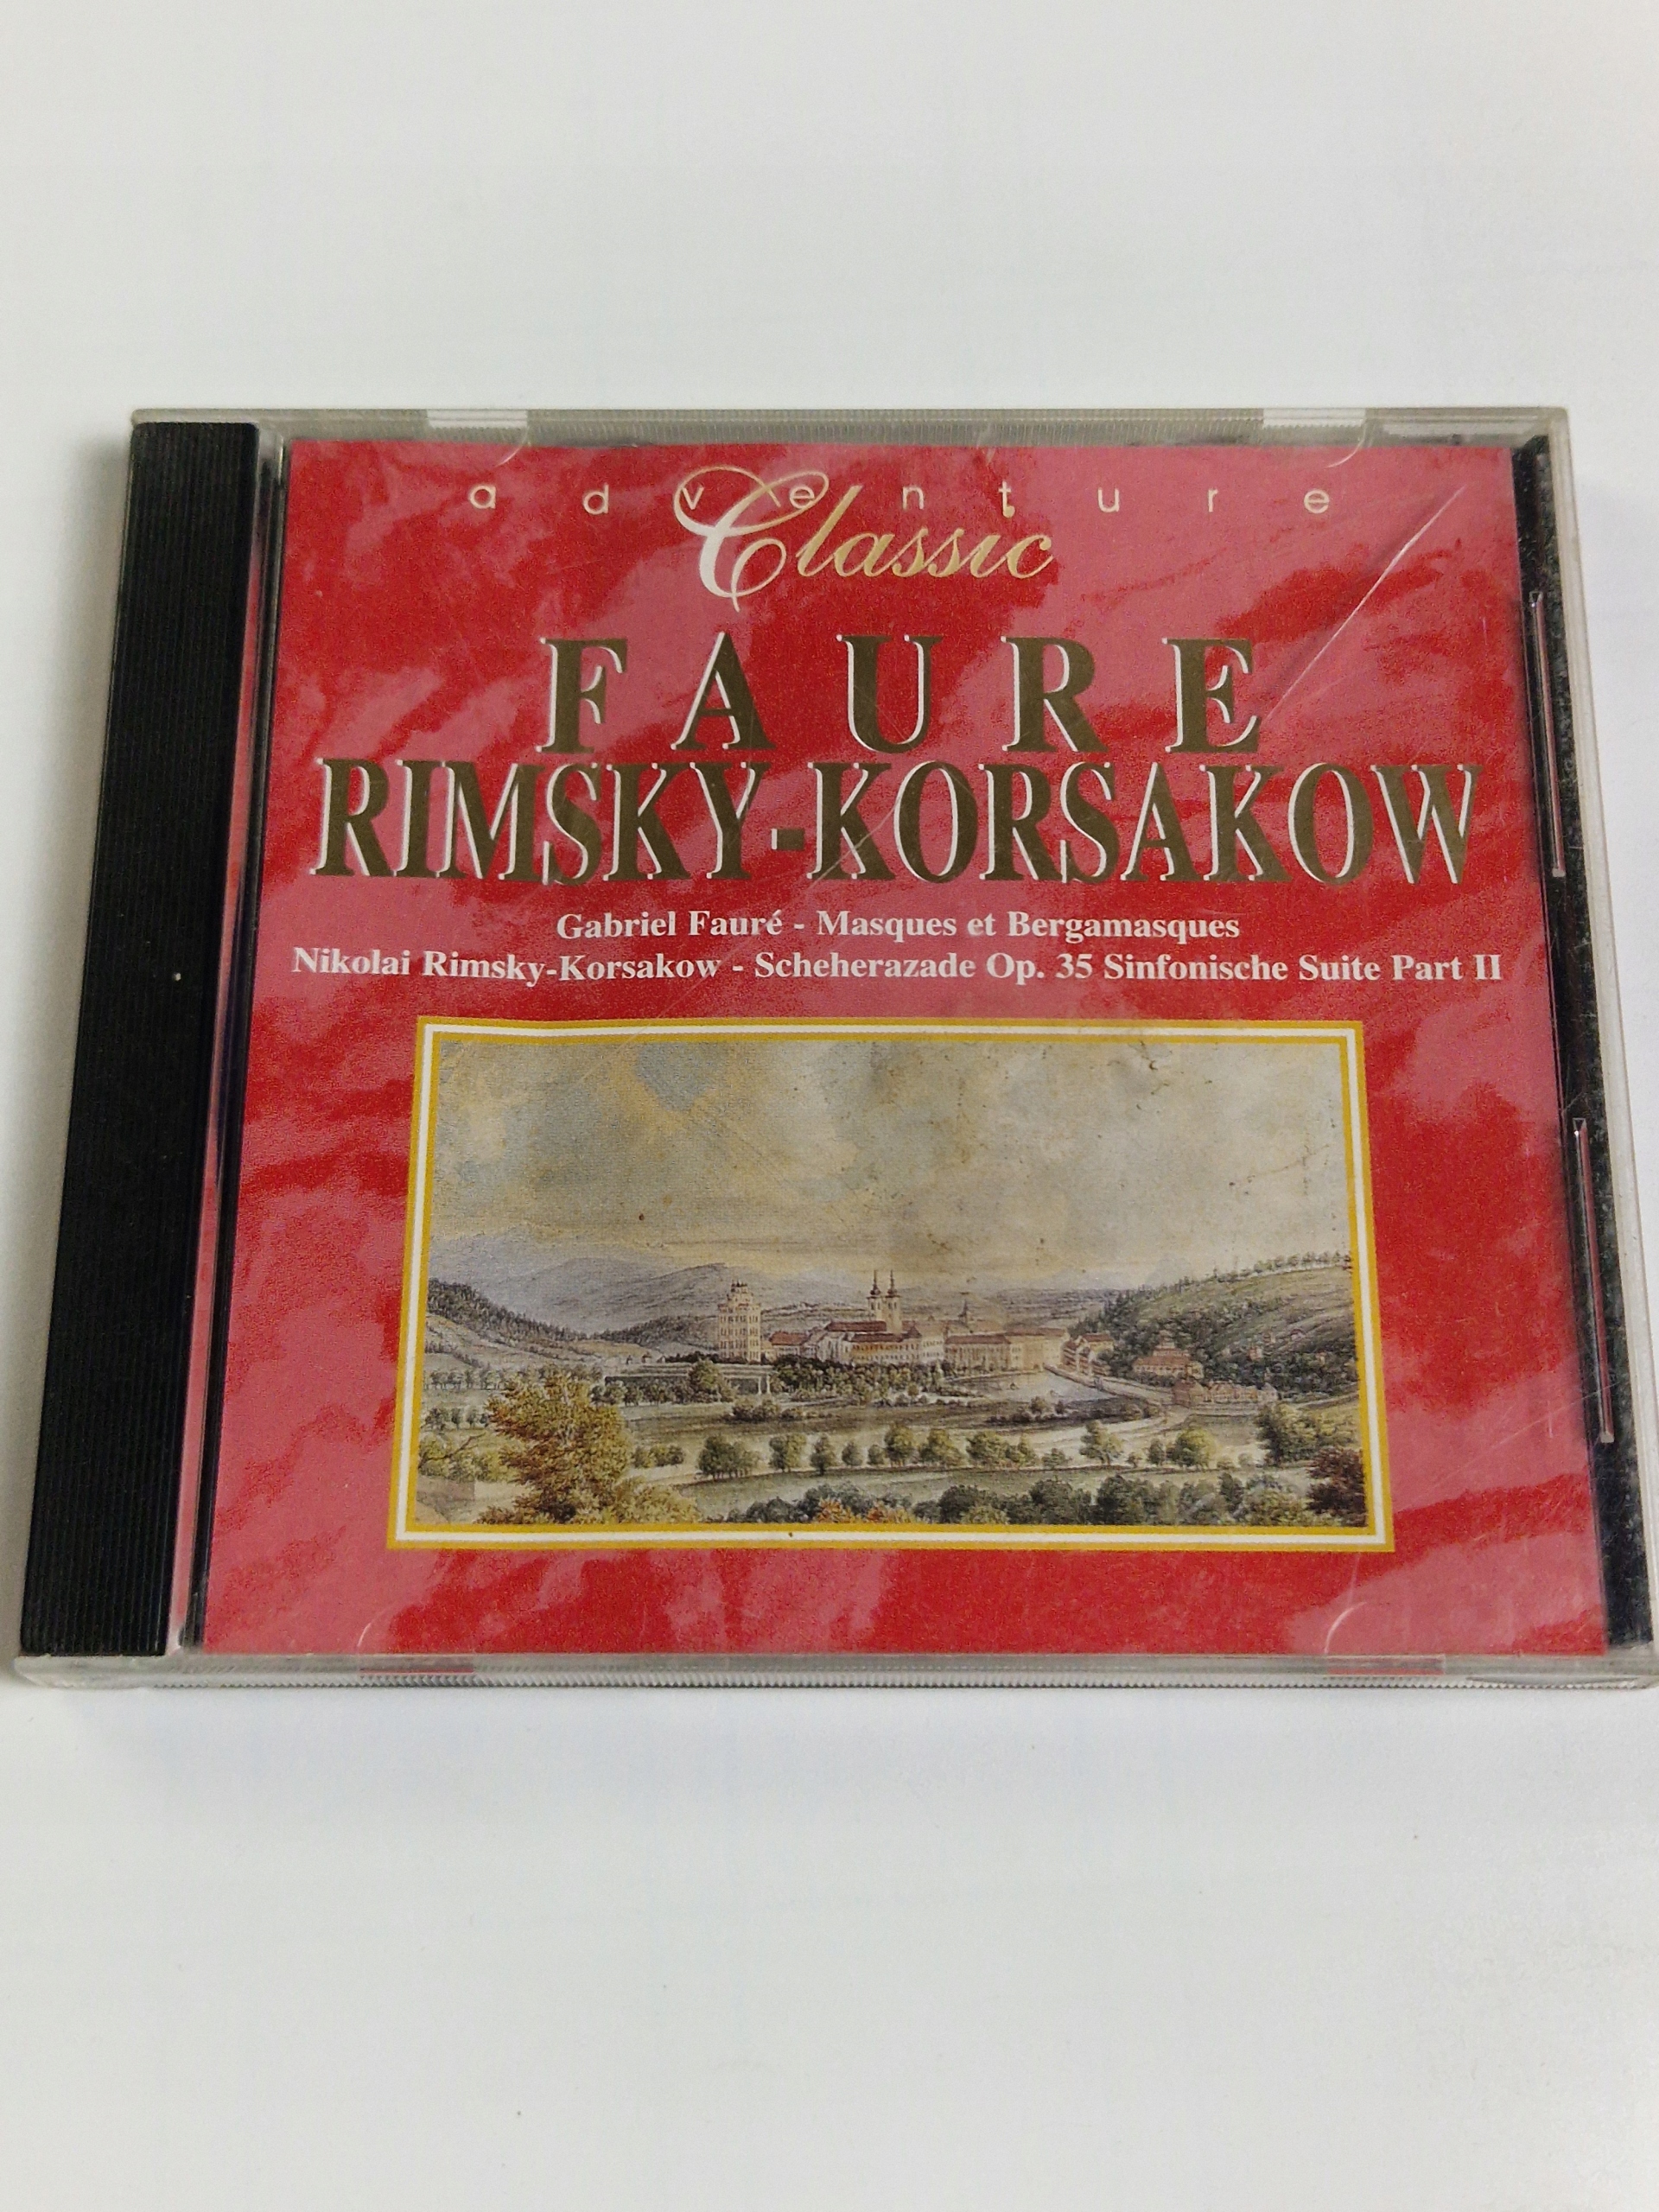 adventure
Classic
FAURE
RIMSKY-KORSAKOW
Gabriel Fauré - Masques et Bergamasques
Nikolai Rimsky-Korsakow - Scheherazade Op. 35 Sinfonische Suite Part II